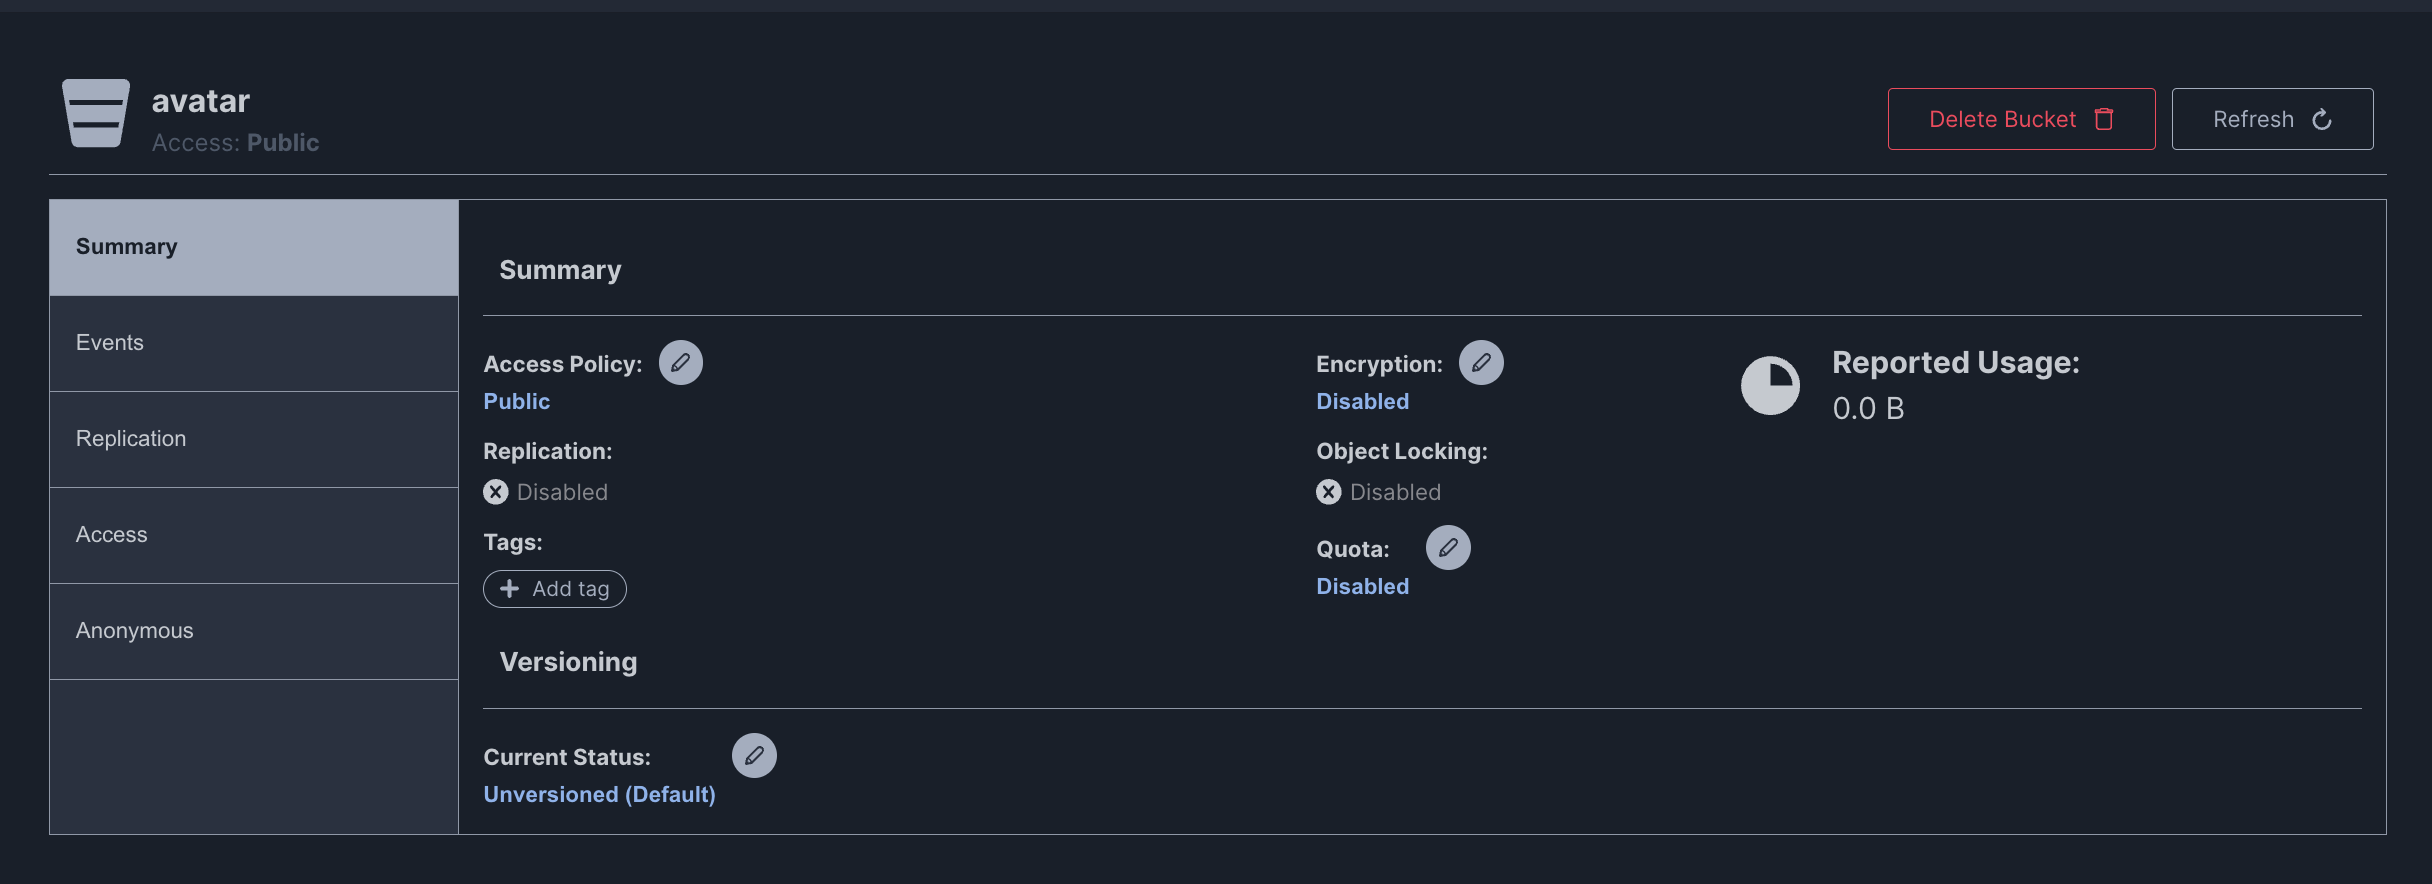 avatar
Access: Public
Delete Bucket
Refresh
Summary
Events
Replication
Access
Anonymous
Summary
Access Policy:
Public
Replication:
Disabled
Tags:
Add tag
Encryption:
Disabled
Object Locking:
Disabled
Quota:
Disabled
Reported Usage:
0.0 B
Versioning
Current Status:
Unversioned (Default)